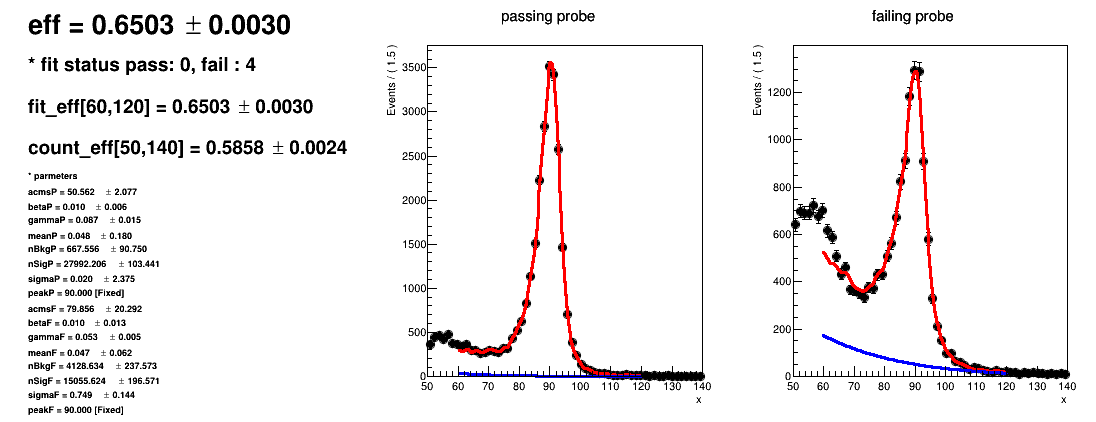 eff = 0.6503 ± 0.0030
* fit status pass: 0, fail : 4
fit_eff[60,120] = 0.6503 ± 0.0030
count_eff[50,140] = 0.5858 ± 0.0024
* parmeters
acmsP = 50.562 ± 2.077
betaP = 0.010 ± 0.006
gammaP = 0.087 ± 0.015
meanP = 0.048 ± 0.180
nBkgP = 667.556 ± 90.750
nSigP = 27992.206 ± 103.441
sigmaP = 0.020 ± 2.375
peakP = 90.000 [Fixed]
acmsF = 79.856 ± 20.292
betaF = 0.010 ± 0.013
gammaF = 0.053 ± 0.005
meanF = 0.047 ± 0.062
nBkgF = 4128.634 ± 237.573
nSigF = 15055.624 ± 196.571
sigmaF = 0.749 ± 0.144
peakF = 90.000 [Fixed]
passing probe
Events / ( 1.5 )
3500
3000
2500
2000
1500
1000
500
0
50 60 70 80 90 100 110 120 130 140
x
failing probe
Events / ( 1.5 )
1200
1000
800
600
400
200
0
50 60 70 80 90 100 110 120 130 140
x